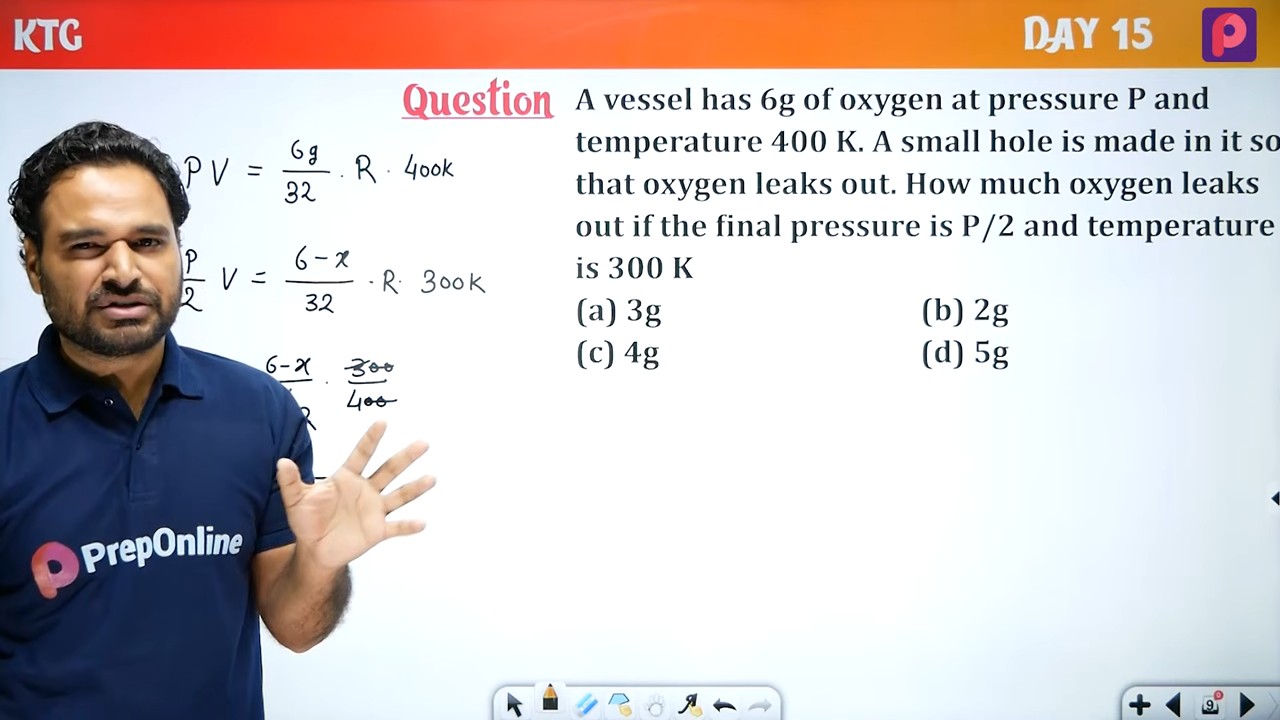 KTG
DAY 15
Question
A vessel has 6g of oxygen at pressure P and
temperature 400 K. A small hole is made in it so
that oxygen leaks out. How much oxygen leaks
out if the final pressure is P/2 and temperature
is 300 K
(a) 3g (b) 2g
(c) 4g (d) 5g
PV = 6g/32 . R . 400k
P/2 V = 6-x/32 . R . 300k
6-x . 300/400
PrepOnline
9